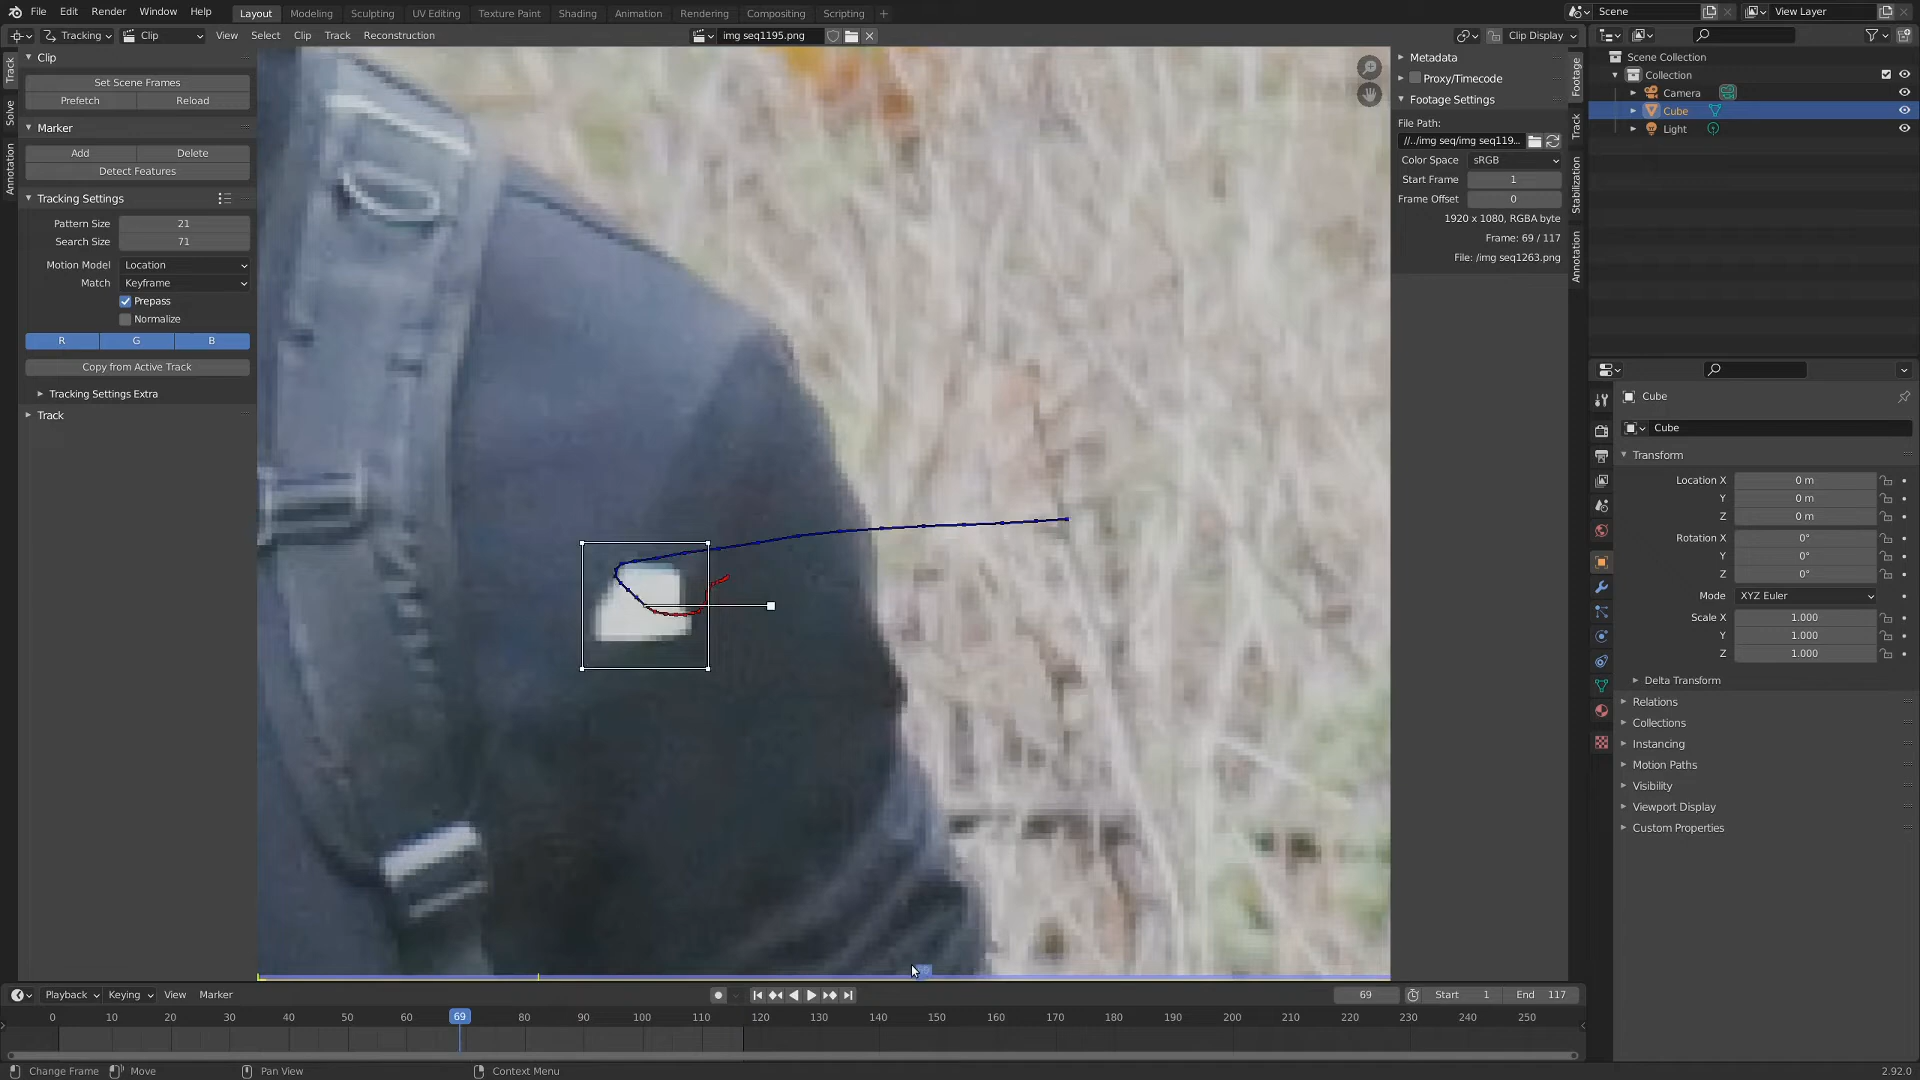 File Edit Render Window Help Layout Modeling Sculpting UV Editing Texture Paint Shading Animation Rendering Compositing Scripting + Scene View Layer
Tracking Clip View Select Clip Track Reconstruction img seq1195.png Clip Display
Clip
Set Scene Frames
Prefetch Reload
Marker
Add Delete
Detect Features
Tracking Settings
Pattern Size 21
Search Size 71
Motion Model Location
Match Keyframe
Prepass
Normalize
R G B
Copy from Active Track
Tracking Settings Extra
Track
Track
Solve
Annotation
Metadata
Proxy/Timecode
Footage Settings
File Path:
//../img seq/img seq119...
Color Space sRGB
Start Frame 1
Frame Offset 0
1920 x 1080, RGBA byte
Frame: 69 / 117
File: /img seq1263.png
Footage
Track
Stabilization
Annotation
Scene Collection
Collection
Camera
Cube
Light
Cube
Cube
Transform
Location X 0 m
Y 0 m
Z 0 m
Rotation X 0°
Y 0°
Z 0°
Mode XYZ Euler
Scale X 1.000
Y 1.000
Z 1.000
Delta Transform
Relations
Collections
Instancing
Motion Paths
Visibility
Viewport Display
Custom Properties
Playback Keying View Marker 69 Start 1 End 117
0 10 20 30 40 50 60 69 80 90 100 110 120 130 140 150 160 170 180 190 200 210 220 230 240 250
Change Frame Move Pan View Context Menu 2.92.0